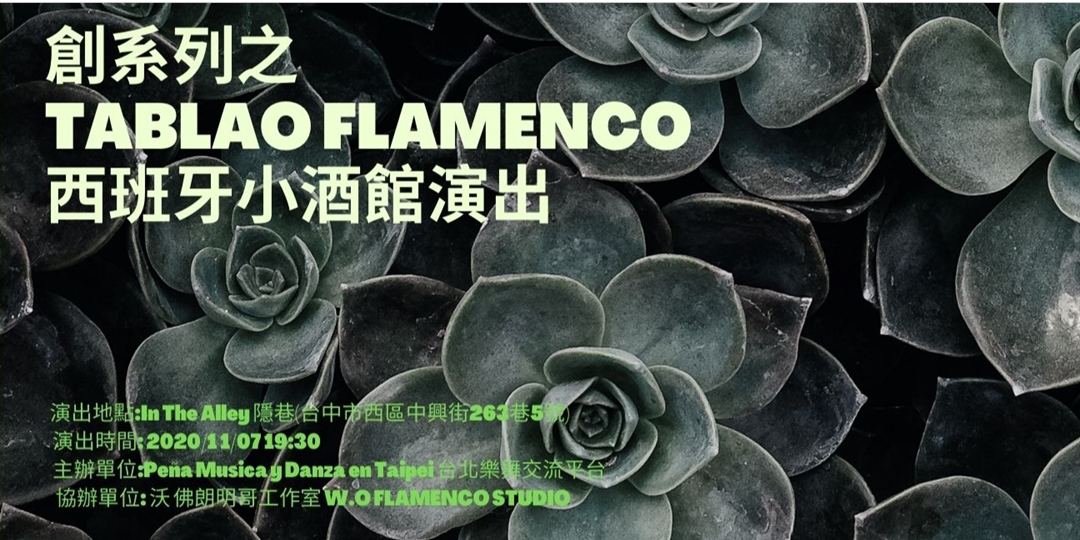 創系列之
TABLAO FLAMENCO
西班牙小酒館演出
演出地點:In The Alley 隱巷(台中市西區中興街263巷5號)
演出時間: 2020/11/07 19:30
主辦單位:Pena Musica y Danza en Taipei 台北樂舞交流平台
協辦單位: 沃 佛朗明哥工作室 W.O FLAMENCO STUDIO